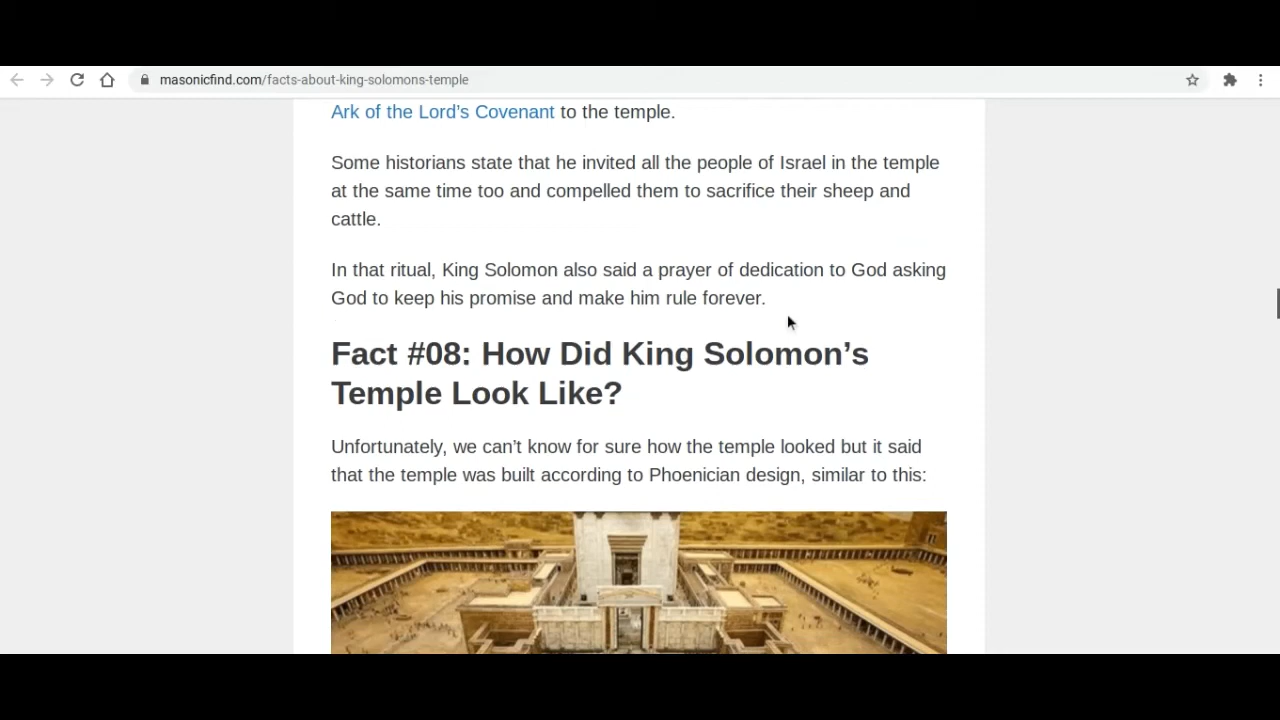 masonicfind.com/facts-about-king-solomons-temple
Ark of the Lord’s Covenant to the temple.
Some historians state that he invited all the people of Israel in the temple
at the same time too and compelled them to sacrifice their sheep and
cattle.
In that ritual, King Solomon also said a prayer of dedication to God asking
God to keep his promise and make him rule forever.
Fact #08: How Did King Solomon’s
Temple Look Like?
Unfortunately, we can’t know for sure how the temple looked but it said
that the temple was built according to Phoenician design, similar to this: